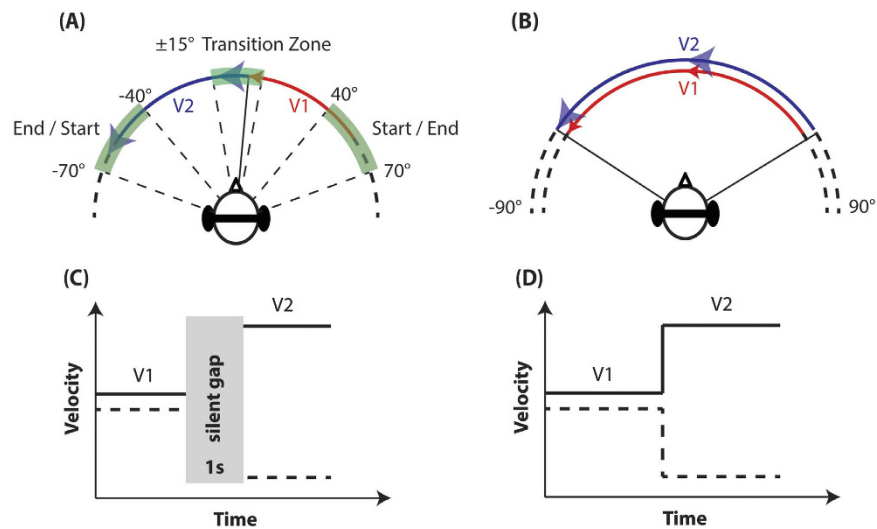 (A)
±15° Transition Zone
-40°
V2
V1
40°
End / Start
Start / End
-70°
70°
(B)
V2
V1
-90°
90°
(C)
V2
V1
silent gap
1s
Velocity
Time
(D)
V2
V1
Velocity
Time